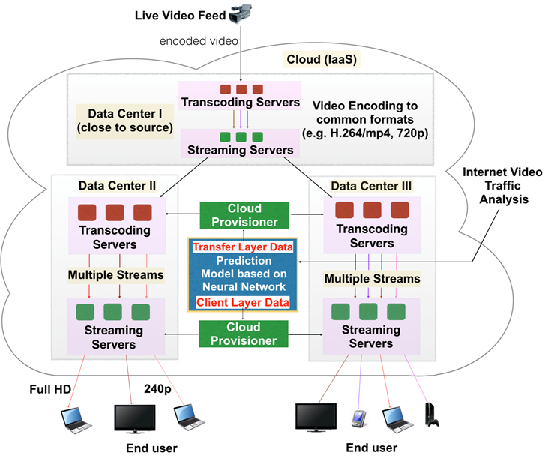 Live Video Feed
encoded video
Cloud (IaaS)
Transcoding Servers
Data Center I
(close to source)
Video Encoding to
common formats
(e.g. H.264/mp4, 720p)
Streaming Servers
Internet Video
Traffic
Analysis
Data Center II
Data Center III
Cloud
Provisioner
Transcoding
Servers
Transcoding
Servers
Transfer Layer Data
Prediction
Model based on
Neural Network
Client Layer Data
Multiple Streams
Multiple Streams
Cloud
Provisioner
Streaming
Servers
Streaming
Servers
Full HD
240p
End user
End user